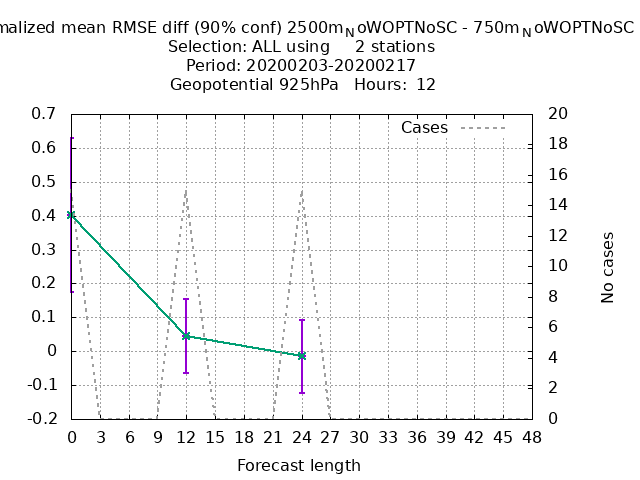 malized mean RMSE diff (90% conf) 2500mNoWOPTNoSC - 750mNoWOPTNoSC
Selection: ALL using 2 stations
Period: 20200203-20200217
Geopotential 925hPa Hours: 12
Cases
0.7
0.6
0.5
0.4
0.3
0.2
0.1
0
-0.1
-0.2
20
18
16
14
12
10
8
6
4
2
0
No cases
0 3 6 9 12 15 18 21 24 27 30 33 36 39 42 45 48
Forecast length